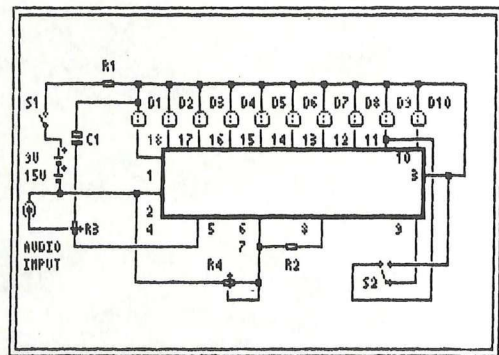 R1
S1
D1 D2 D3 D4 D5 D6 D7 D8 D9 D10
C1
18 17 16 15 14 13 12 11 10
9V
15V
1
3
2
R3
4 5 6 8 9
7
AUDIO
INPUT
R4
R2
S2